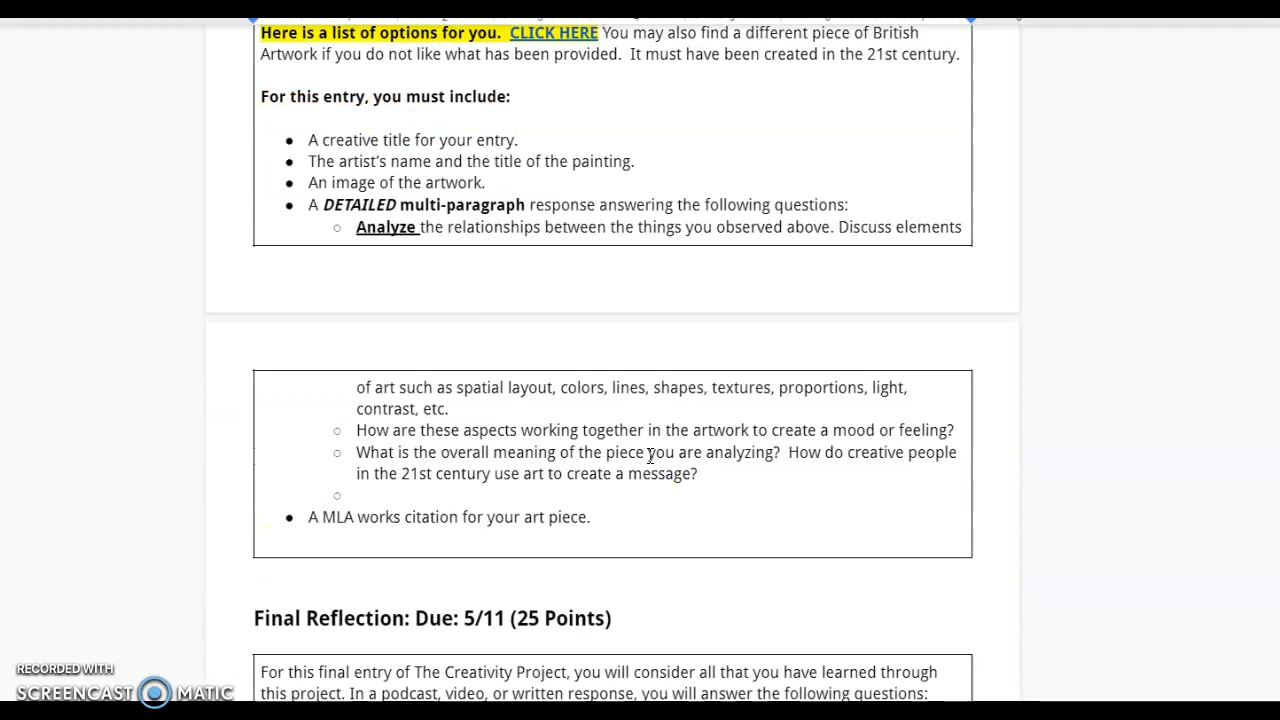 Here is a list of options for you. CLICK HERE You may also find a different piece of British
Artwork if you do not like what has been provided. It must have been created in the 21st century.
For this entry, you must include:
● A creative title for your entry.
● The artist's name and the title of the painting.
● An image of the artwork.
● A DETAILED multi-paragraph response answering the following questions:
○ Analyze the relationships between the things you observed above. Discuss elements
of art such as spatial layout, colors, lines, shapes, textures, proportions, light,
contrast, etc.
○ How are these aspects working together in the artwork to create a mood or feeling?
○ What is the overall meaning of the piece you are analyzing? How do creative people
in the 21st century use art to create a message?
○
● A MLA works citation for your art piece.
Final Reflection: Due: 5/11 (25 Points)
For this final entry of The Creativity Project, you will consider all that you have learned through
this project. In a podcast, video, or written response, you will answer the following questions:
RECORDED WITH
SCREENCAST MATIC